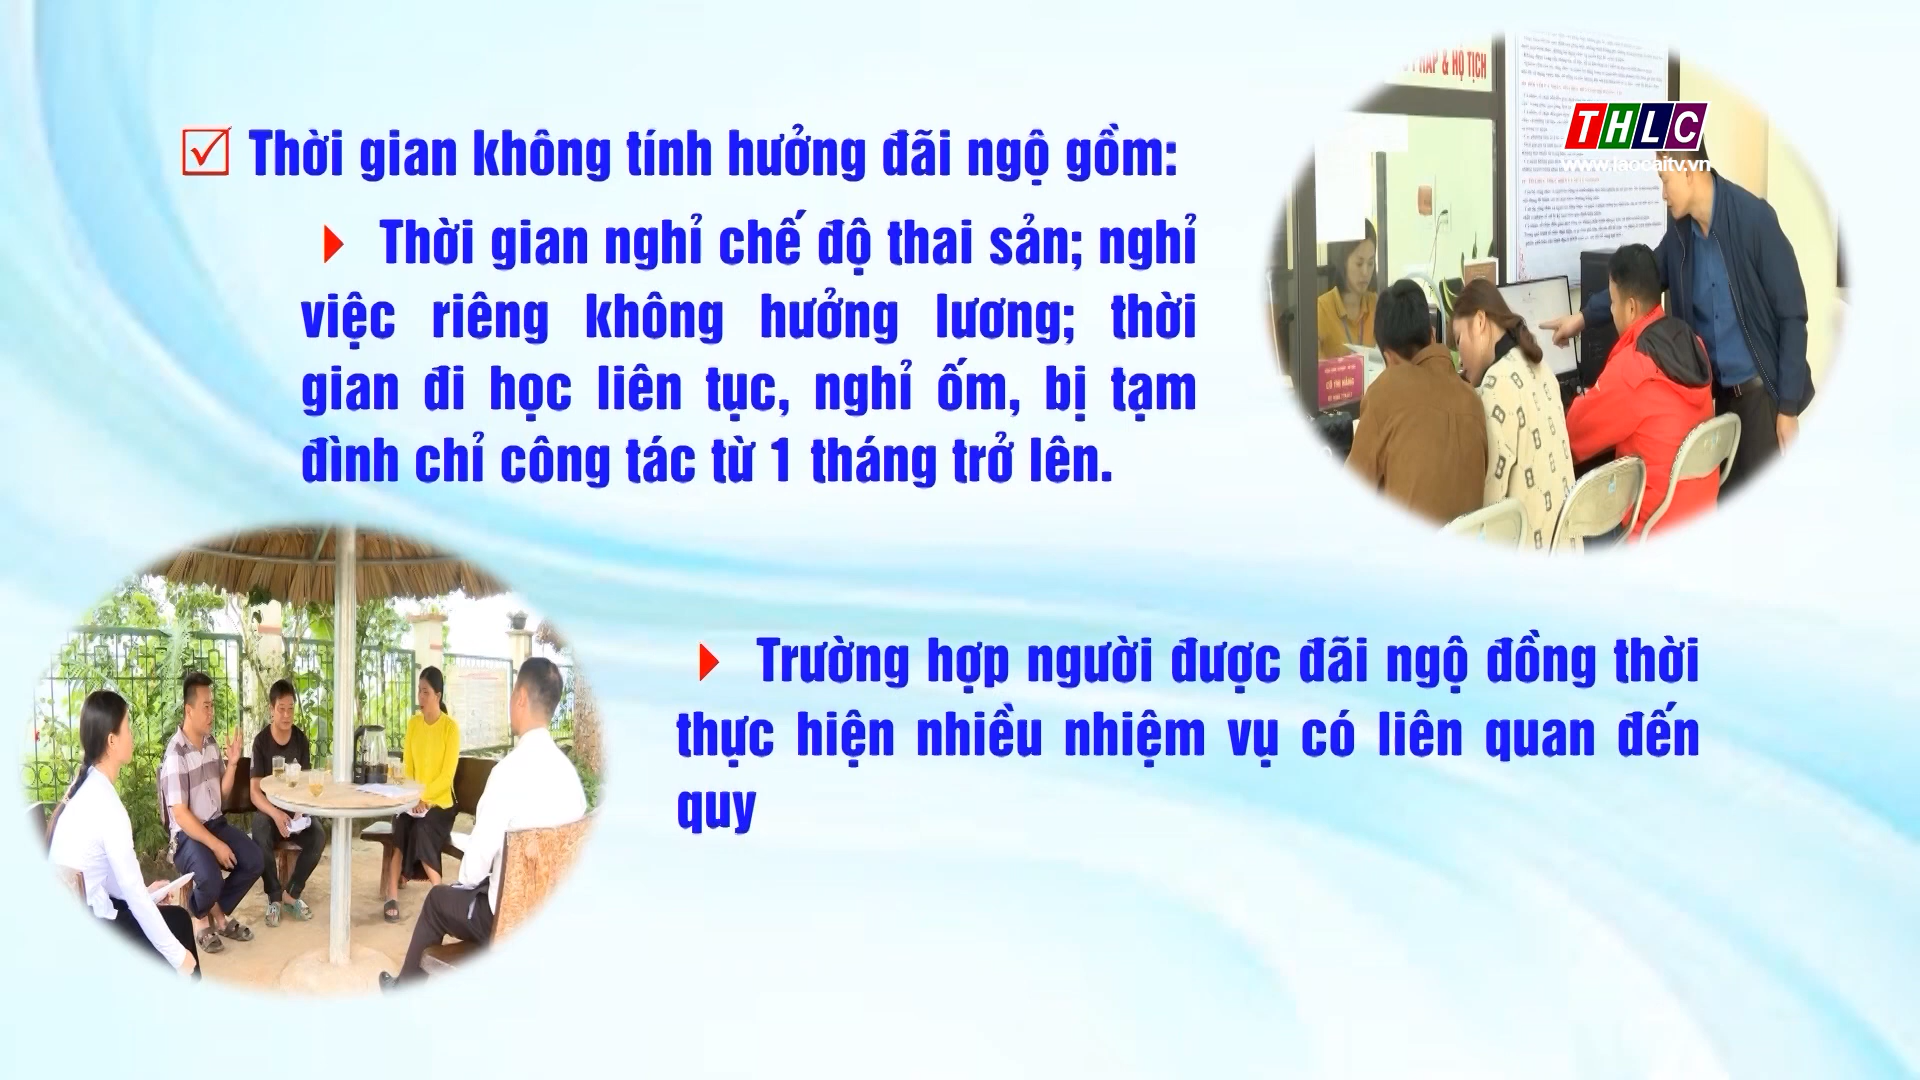 Thời gian không tính hưởng đãi ngộ gồm:
Thời gian nghỉ chế độ thai sản; nghỉ
việc riêng không hưởng lương; thời
gian đi học liên tục, nghỉ ốm, bị tạm
đình chỉ công tác từ 1 tháng trở lên.
& HỘ TỊCH
THLC
www.laocaitv.vn
Trường hợp người được đãi ngộ đồng thời
thực hiện nhiều nhiệm vụ có liên quan đến
quy